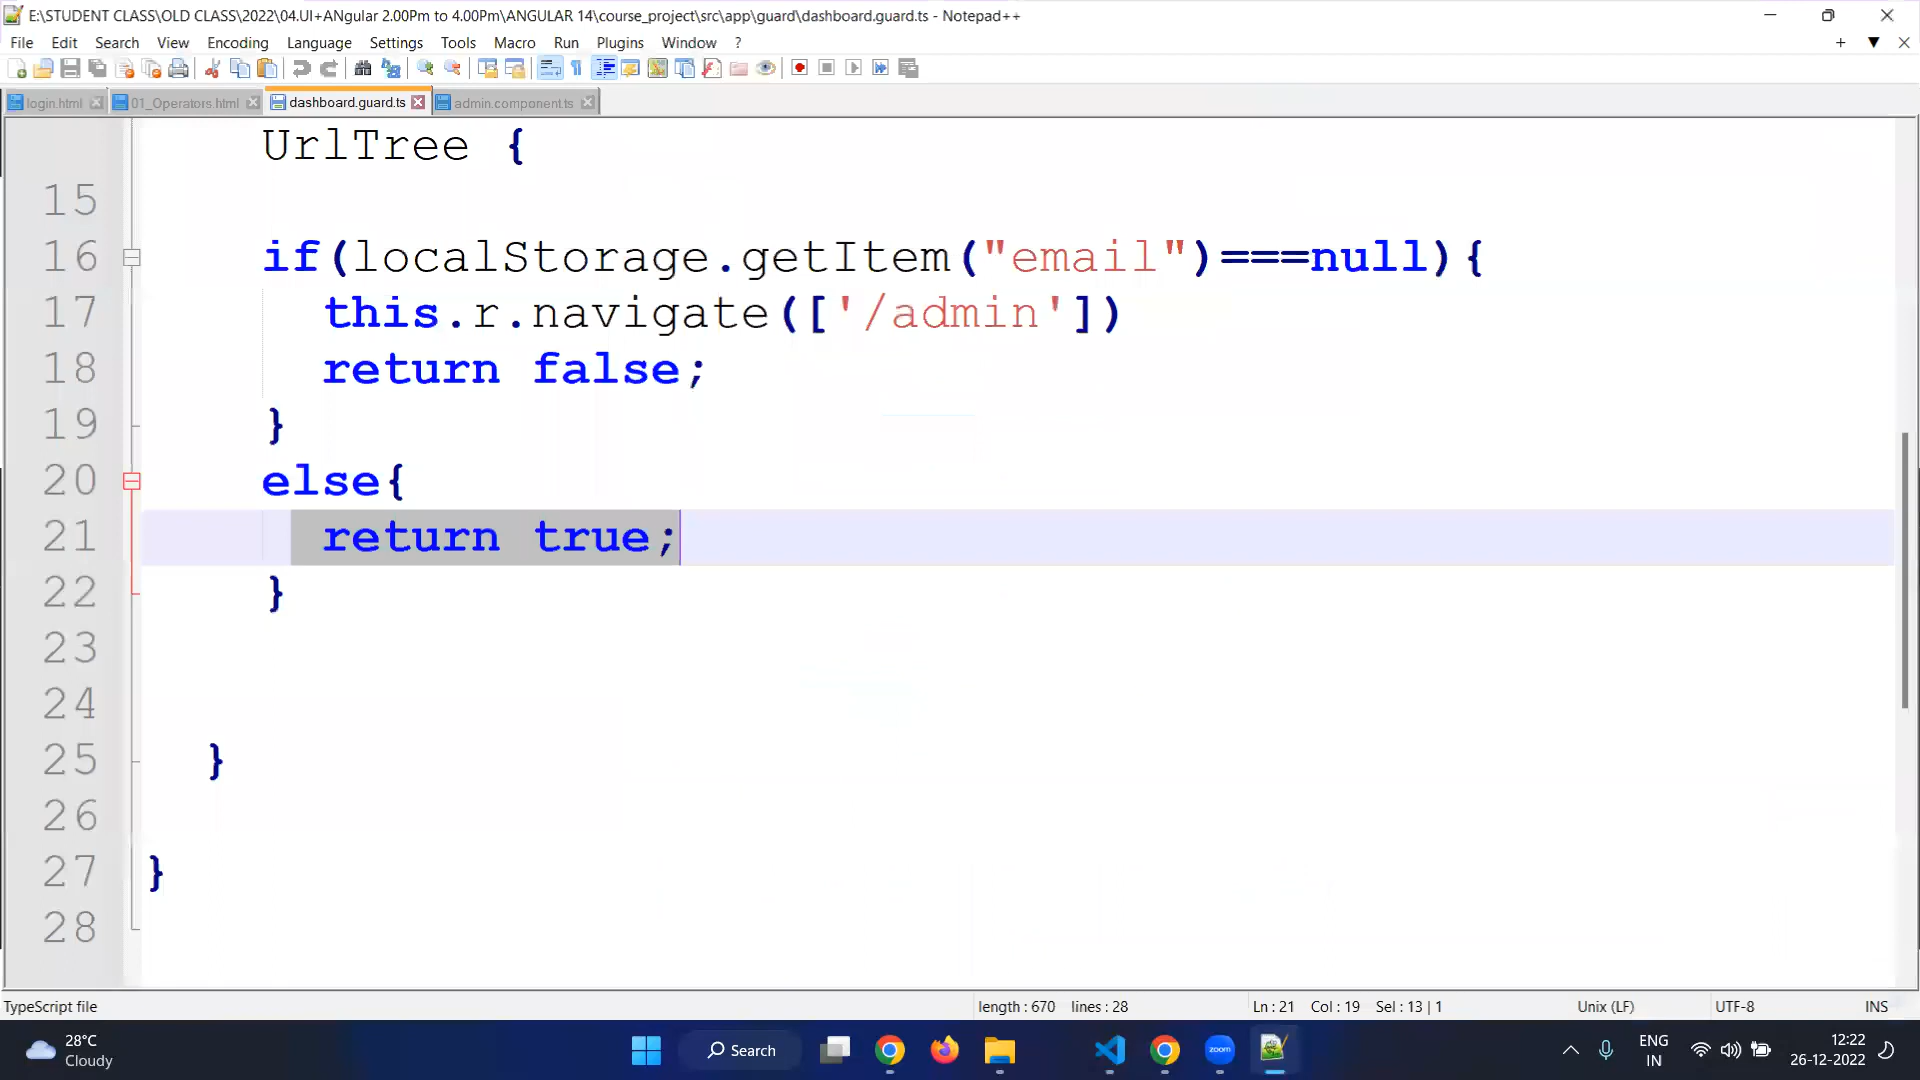 E:\STUDENT CLASS\OLD CLASS\2022\04.UI+ANgular 2.00Pm to 4.00Pm\ANGULAR 14\course_project\src\app\guard\dashboard.guard.ts - Notepad++
File Edit Search View Encoding Language Settings Tools Macro Run Plugins Window ?
login.html 01_Operators.html dashboard.guard.ts admin.component.ts
UrlTree {
15
16 if(localStorage.getItem("email")===null){
17 this.r.navigate(['/admin'])
18 return false;
19 }
20 else{
21 return true;
22 }
23
24
25 }
26
27 }
28
TypeScript file length : 670 lines : 28 Ln : 21 Col : 19 Sel : 13 | 1 Unix (LF) UTF-8 INS
28°C
Cloudy
Search
zoom
ENG
IN
12:22
26-12-2022